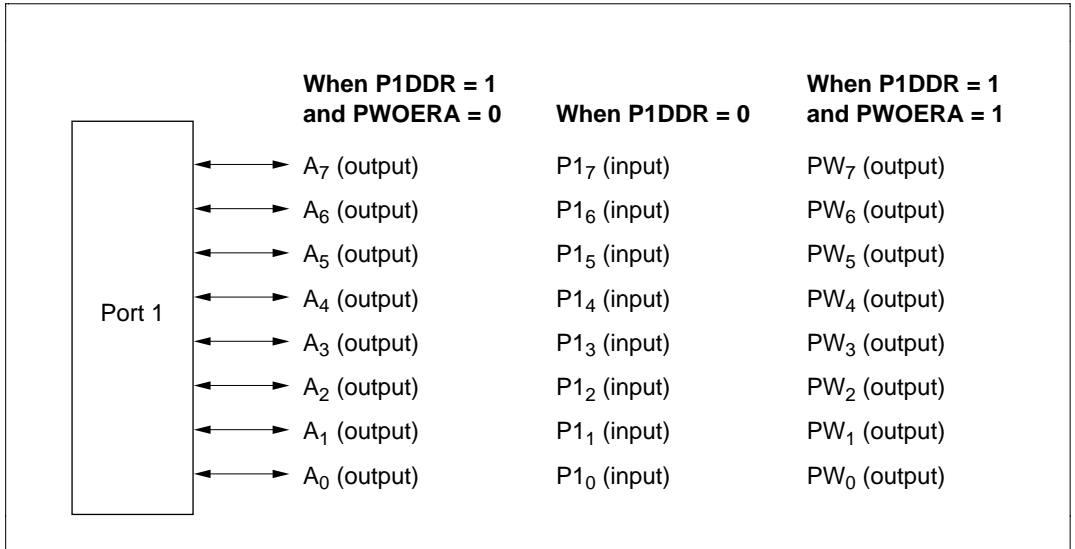 When P1DDR = 1 and PWOERA = 0
When P1DDR = 0
When P1DDR = 1 and PWOERA = 1
Port 1
A₇ (output) P1₇ (input) PW₇ (output)
A₆ (output) P1₆ (input) PW₆ (output)
A₅ (output) P1₅ (input) PW₅ (output)
A₄ (output) P1₄ (input) PW₄ (output)
A₃ (output) P1₃ (input) PW₃ (output)
A₂ (output) P1₂ (input) PW₂ (output)
A₁ (output) P1₁ (input) PW₁ (output)
A₀ (output) P1₀ (input) PW₀ (output)